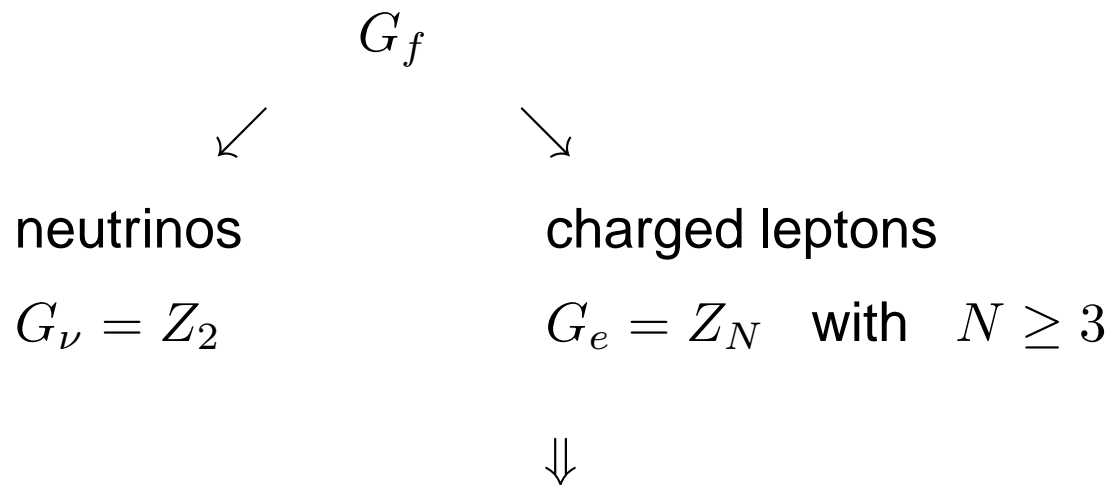 G_f
↙ ↘
neutrinos charged leptons
G_ν = Z_2 G_e = Z_N with N ≥ 3
⇓